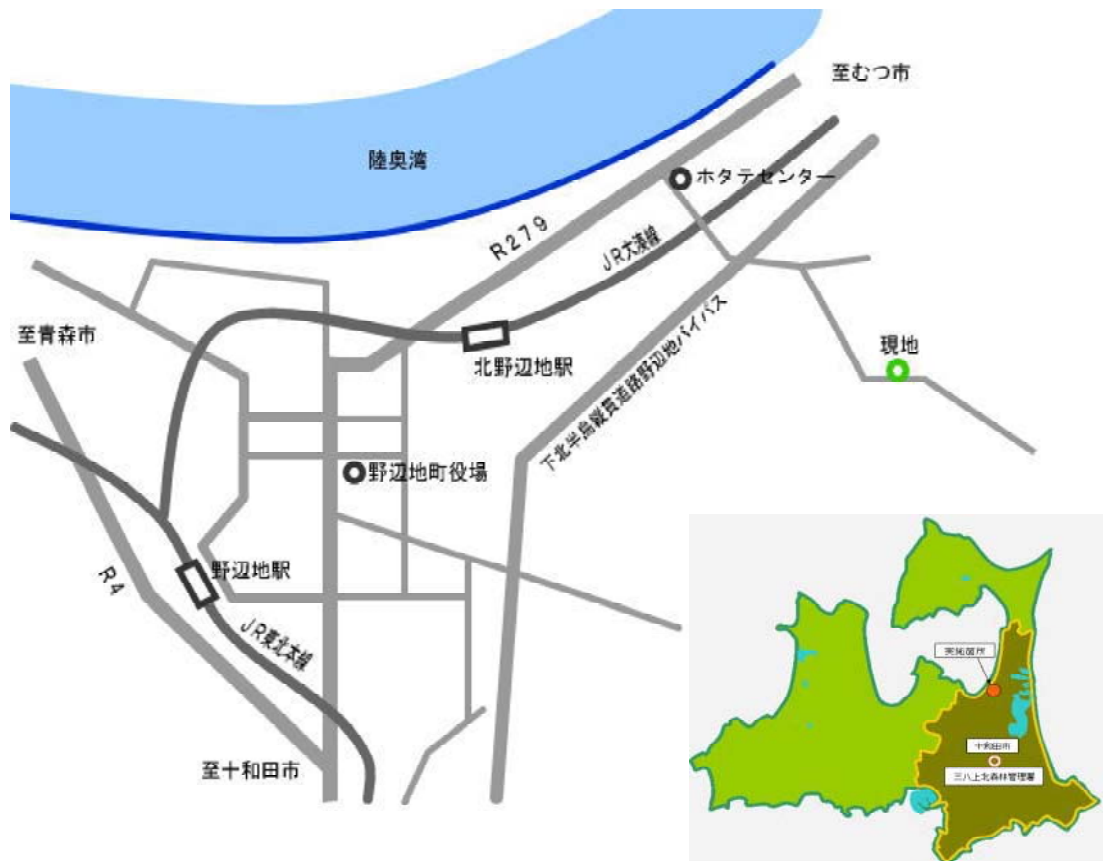 至むつ市
陸奥湾
ホタテセンター
R279
JR大湊線
至青森市
北野辺地駅
現地
下北半島縦貫道路野辺地バイパス
野辺地町役場
野辺地駅
R4
JR東北本線
至十和田市
実施箇所
十和田市
三八上北森林管理署